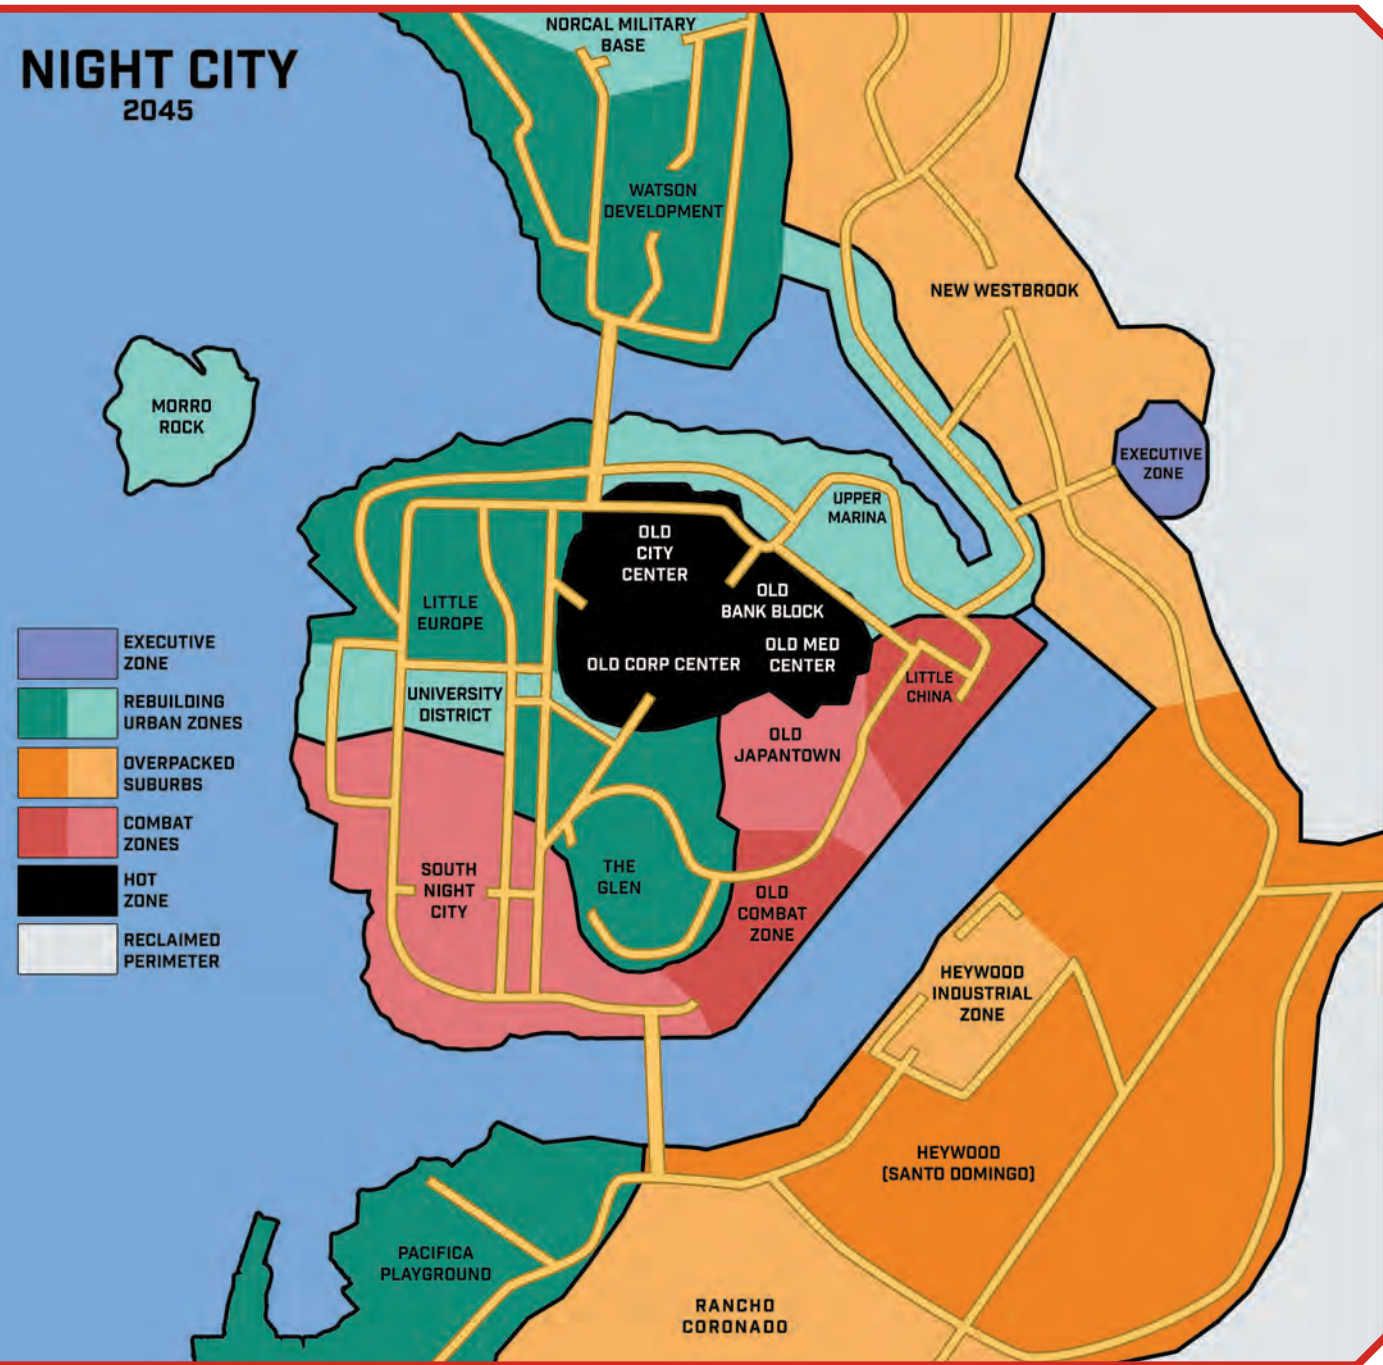 NORCAL MILITARY
BASE
NIGHT CITY
2045
WATSON
DEVELOPMENT
NEW WESTBROOK
MORRO
ROCK
EXECUTIVE
ZONE
UPPER
MARINA
OLD
CITY
CENTER
OLD
BANK BLOCK
LITTLE
EUROPE
OLD MED
CENTER
OLD CORP CENTER
UNIVERSITY
DISTRICT
LITTLE
CHINA
OLD
JAPANTOWN
EXECUTIVE
ZONE
REBUILDING
URBAN ZONES
OVERPACKED
SUBURBS
COMBAT
ZONES
HOT
ZONE
RECLAIMED
PERIMETER
SOUTH
NIGHT
CITY
THE
GLEN
OLD
COMBAT
ZONE
HEYWOOD
INDUSTRIAL
ZONE
HEYWOOD
(SANTO DOMINGO)
PACIFICA
PLAYGROUND
RANCHO
CORONADO